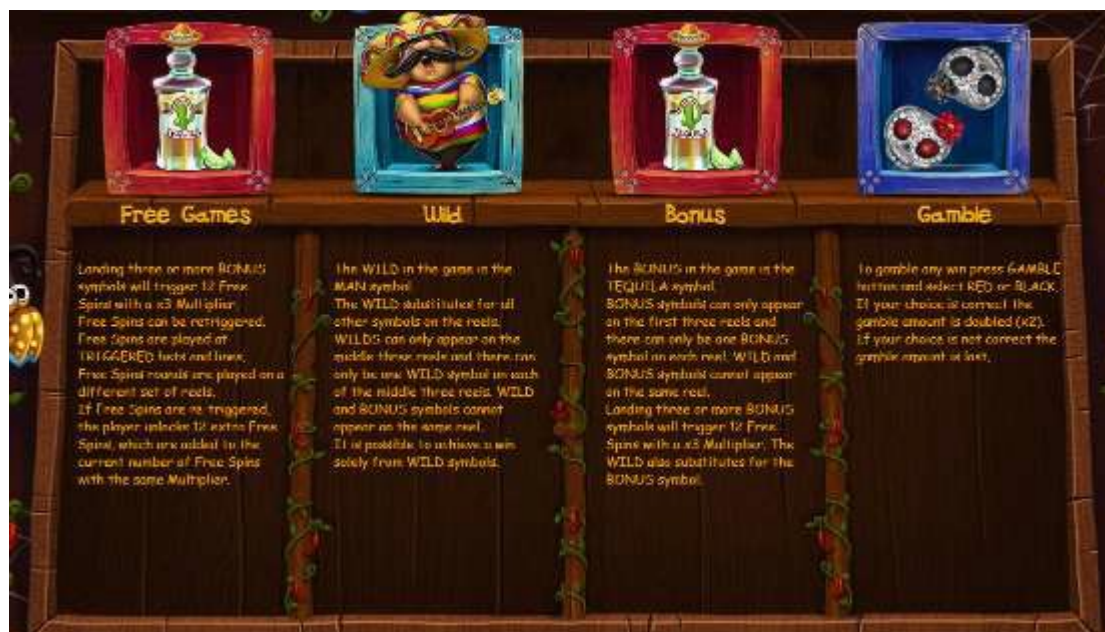 Free Games
Landing three or more BONUS
symbols will trigger 12 Free
Spins with a x3 Multiplier
Free Spins can be retriggered.
Free Spins are played at
TRIGGERED bets and lines.
Free Spins rounds are played on a
different set of reels.
If Free Spins are re triggered,
the player unlocks 12 extra Free
Spins, which are added to the
current number of Free Spins
with the same Multiplier.
Wild
The WILD in the game in the
MAN symbol
The WILD substitutes for all
other symbols on the reels.
WILDS can only appear on the
middle three reels and there can
only be one WILD symbol on each
of the middle three reels. WILD
and BONUS symbols cannot
appear on the same reel.
It is possible to achieve a win
solely from WILD symbols.
Bonus
The BONUS in the game in the
TEQUILA symbol.
BONUS symbols can only appear
on the first three reels and
there can only be one BONUS
symbol on each reel. WILD and
BONUS symbols cannot appear
on the same reel.
Landing three or more BONUS
symbols will trigger 12 Free
Spins with a x3 Multiplier. The
WILD also substitutes for the
BONUS symbol.
Gamble
To gamble any win press GAMBLE
button and select RED or BLACK.
If your choice is correct the
gamble amount is doubled (x2).
If your choice is not correct the
gamble amount is lost.